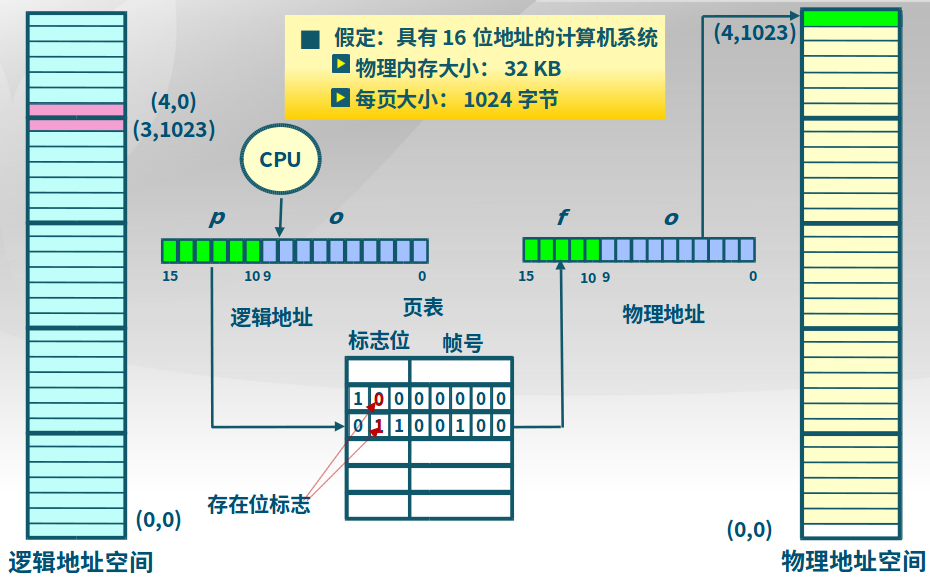 假定：具有 16 位地址的计算机系统
物理内存大小： 32 KB
每页大小： 1024 字节
(4,1023)
(4,0)
(3,1023)
CPU
p o
f o
15 10 9 0
15 10 9 0
逻辑地址
页表
物理地址
标志位 帧号
1 0 0 0 0 0 0 0
0 1 1 0 0 1 0 0
存在位标志
(0,0)
(0,0)
逻辑地址空间
物理地址空间